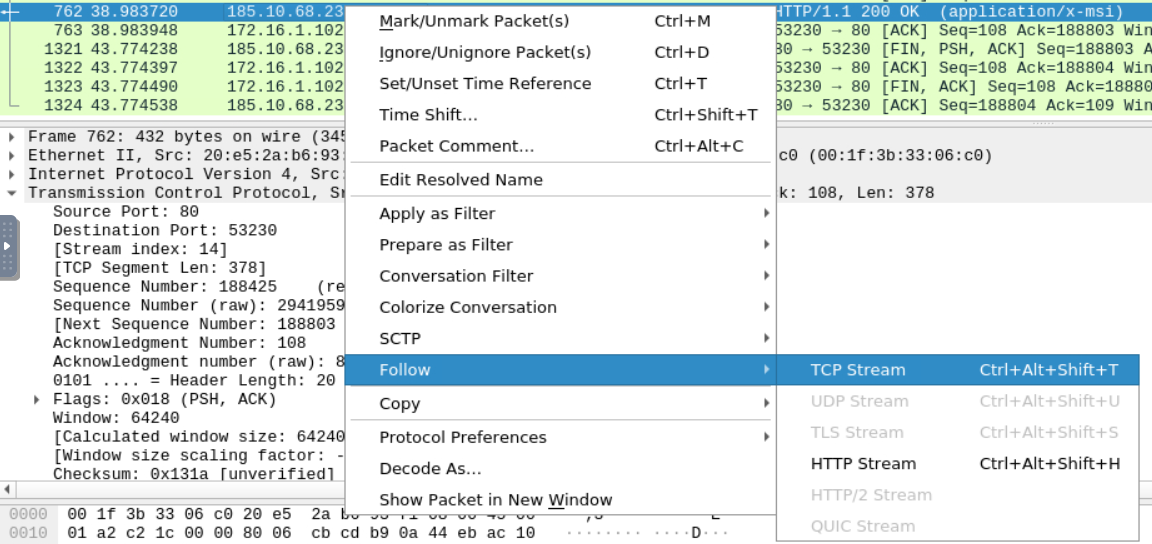 762 38.983720 185.10.68.23 HTTP/1.1 200 OK (application/x-msi)
763 38.983948 172.16.1.102 53230 → 80 [ACK] Seq=108 Ack=188803 Win
1321 43.774238 185.10.68.23 80 → 53230 [FIN, PSH, ACK] Seq=188803 A
1322 43.774397 172.16.1.102 53230 → 80 [ACK] Seq=108 Ack=188804 Win
1323 43.774490 172.16.1.102 53230 → 80 [FIN, ACK] Seq=108 Ack=1880
1324 43.774538 185.10.68.23 80 → 53230 [ACK] Seq=188804 Ack=109 Win
Frame 762: 432 bytes on wire (345
Ethernet II, Src: 20:e5:2a:b6:93: c0 (00:1f:3b:33:06:c0)
Internet Protocol Version 4, Src:
Transmission Control Protocol, Sr k: 108, Len: 378
Source Port: 80
Destination Port: 53230
[Stream index: 14]
[TCP Segment Len: 378]
Sequence Number: 188425 (re
Sequence Number (raw): 2941959
[Next Sequence Number: 188803
Acknowledgment Number: 108
Acknowledgment number (raw): 8
0101 .... = Header Length: 20
Flags: 0x018 (PSH, ACK)
Window: 64240
[Calculated window size: 64240
[Window size scaling factor: -
Checksum: 0x131a [unverified]
0000 00 1f 3b 33 06 c0 20 e5 2a
0010 01 a2 c2 1c 00 00 80 06 cb cd b9 0a 44 eb ac 10 ········ ····D···
Mark/Unmark Packet(s) Ctrl+M
Ignore/Unignore Packet(s) Ctrl+D
Set/Unset Time Reference Ctrl+T
Time Shift… Ctrl+Shift+T
Packet Comment… Ctrl+Alt+C
Edit Resolved Name
Apply as Filter
Prepare as Filter
Conversation Filter
Colorize Conversation
SCTP
Follow
Copy
Protocol Preferences
Decode As…
Show Packet in New Window
TCP Stream Ctrl+Alt+Shift+T
UDP Stream Ctrl+Alt+Shift+U
TLS Stream Ctrl+Alt+Shift+S
HTTP Stream Ctrl+Alt+Shift+H
HTTP/2 Stream
QUIC Stream